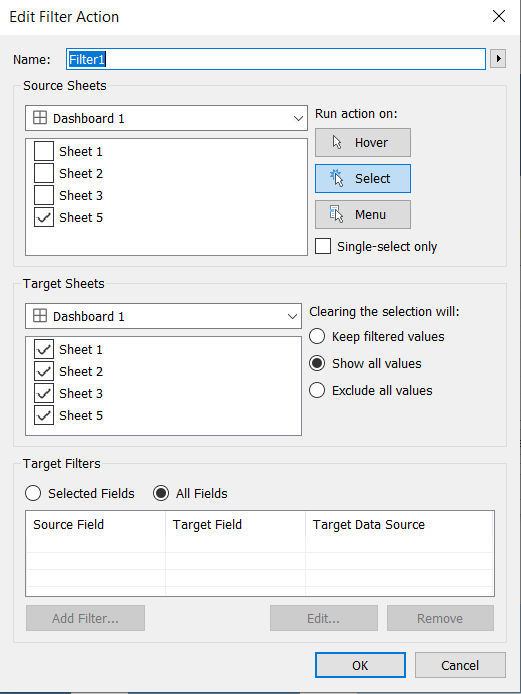 Edit Filter Action
Name: Filter1
Source Sheets
Dashboard 1
Run action on:
Sheet 1
Sheet 2
Sheet 3
Sheet 5
Hover
Select
Menu
Single-select only
Target Sheets
Dashboard 1
Clearing the selection will:
Sheet 1
Sheet 2
Sheet 3
Sheet 5
Keep filtered values
Show all values
Exclude all values
Target Filters
Selected Fields All Fields
Source Field Target Field Target Data Source
Add Filter... Edit... Remove
OK Cancel